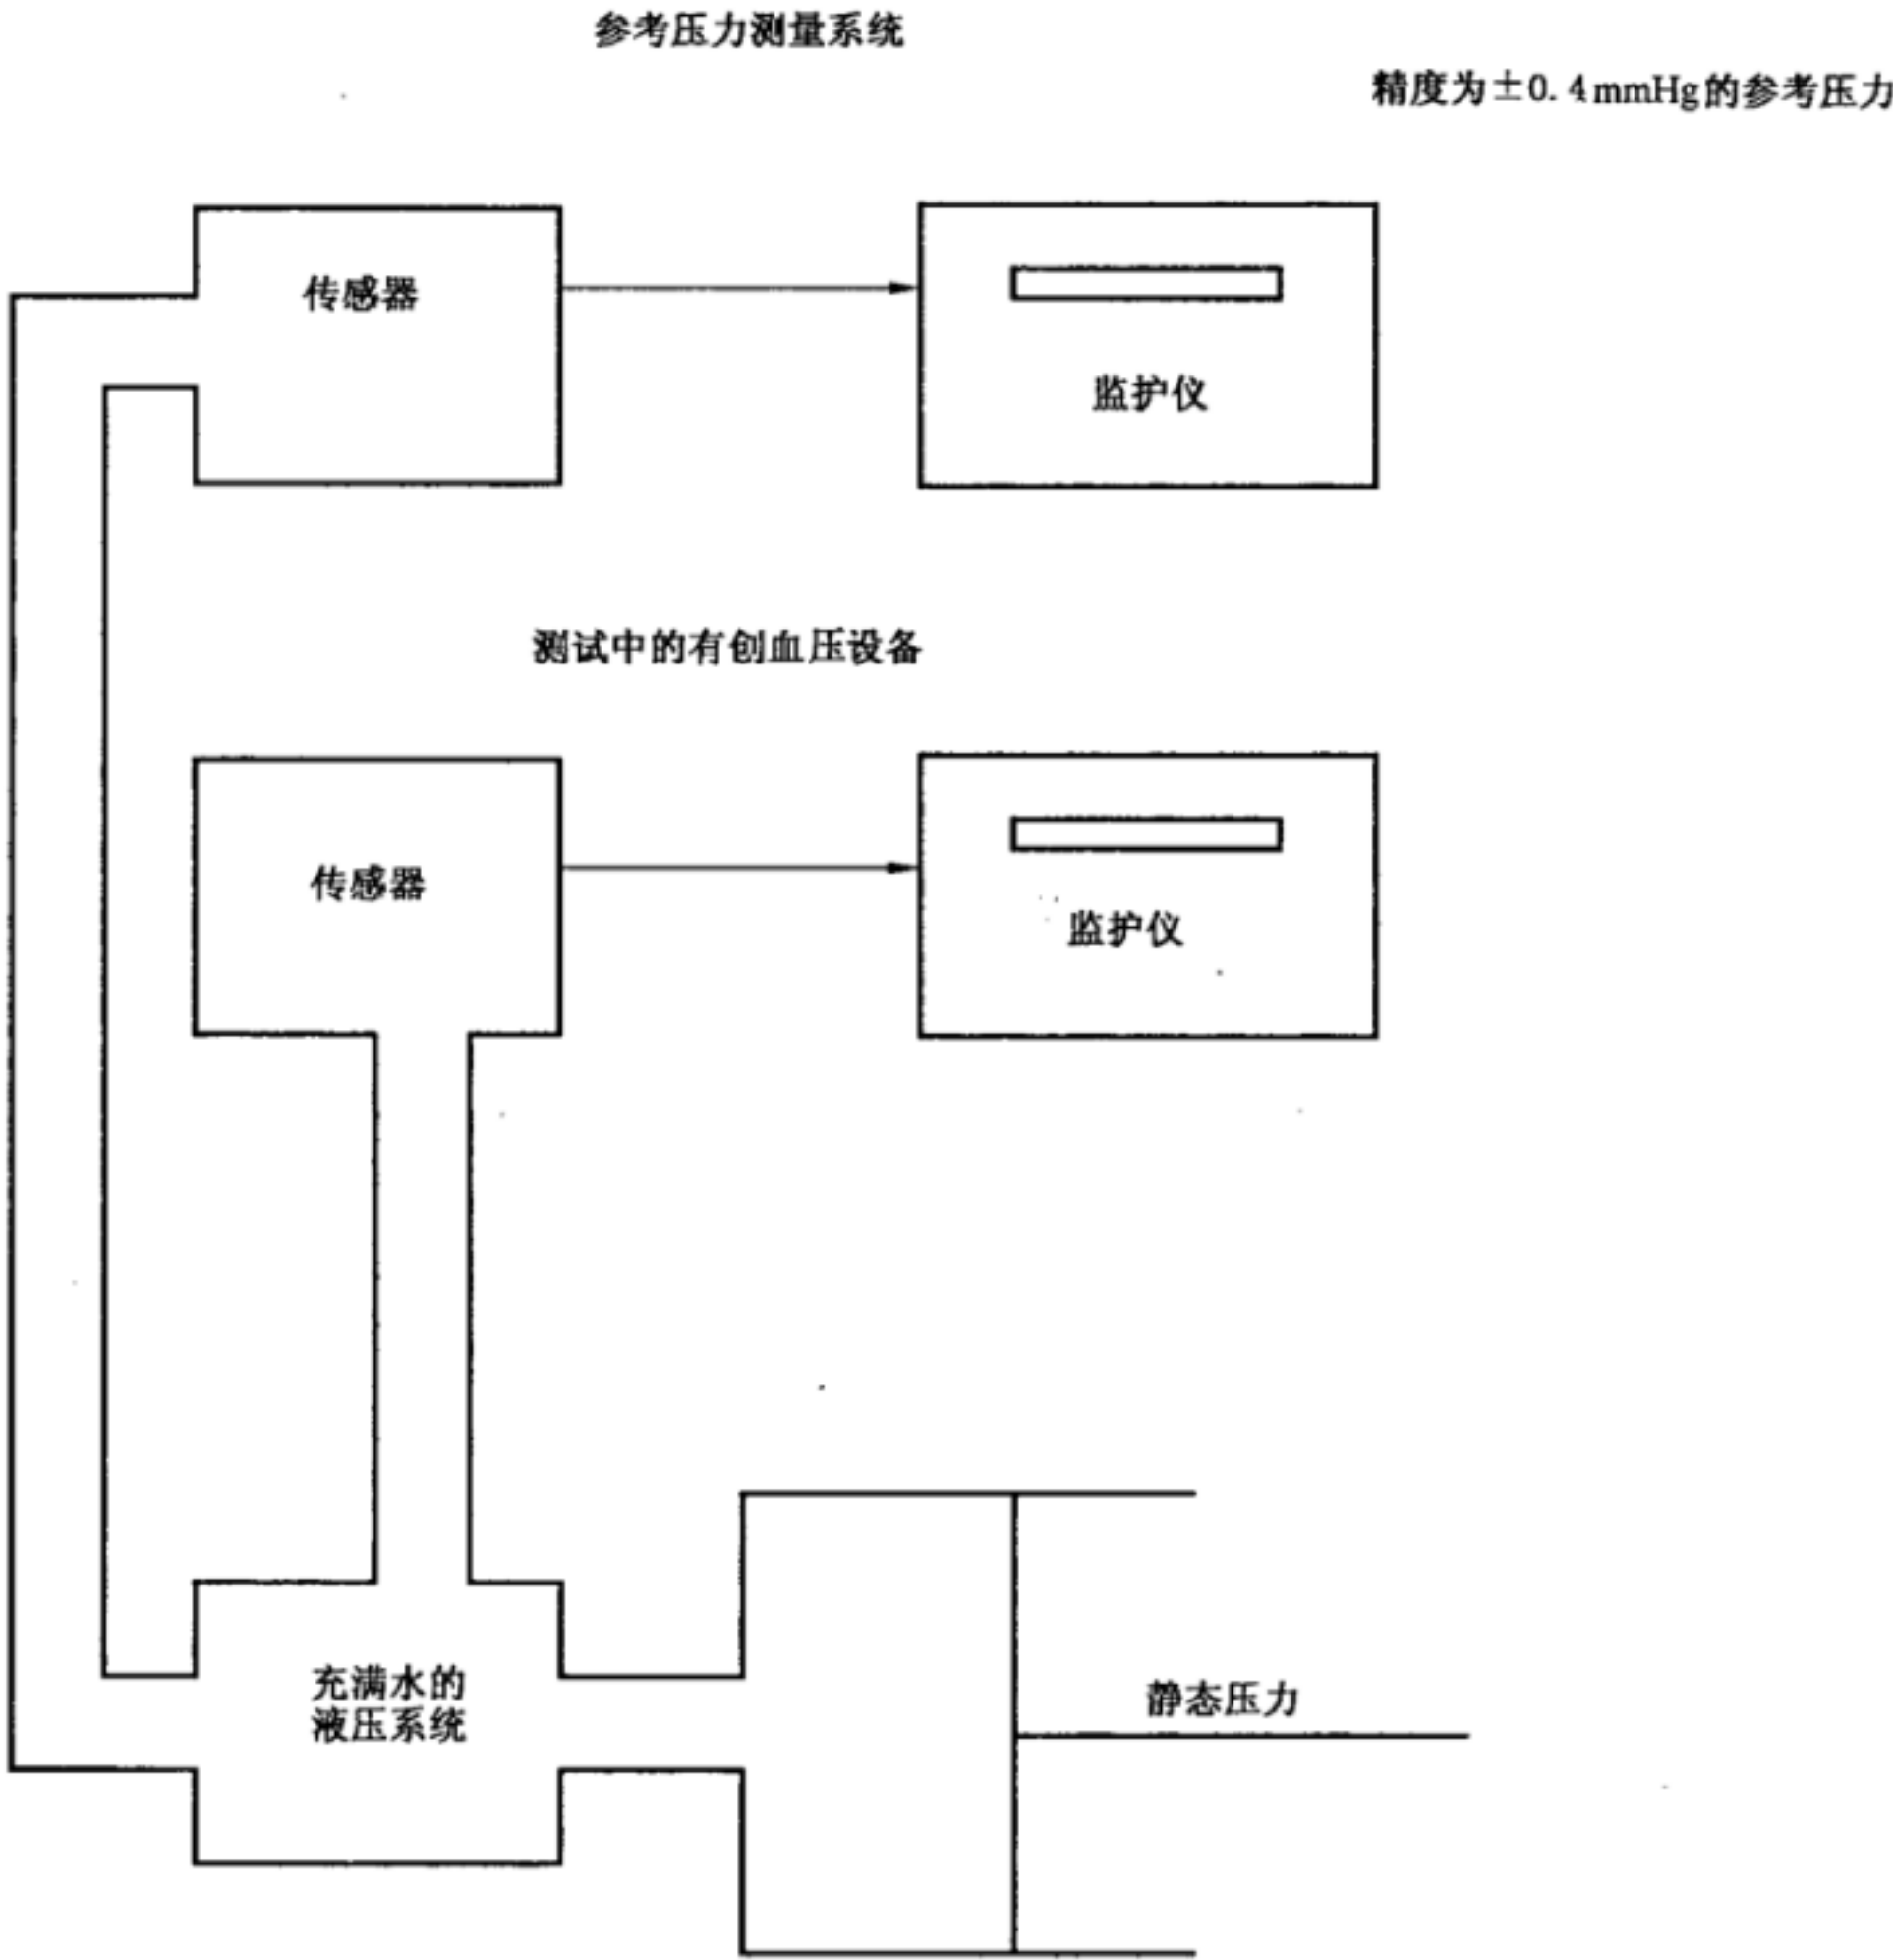 参考压力测量系统
精度为±0.4mmHg的参考压力
传感器
监护仪
测试中的有创血压设备
传感器
监护仪
充满水的
液压系统
静态压力